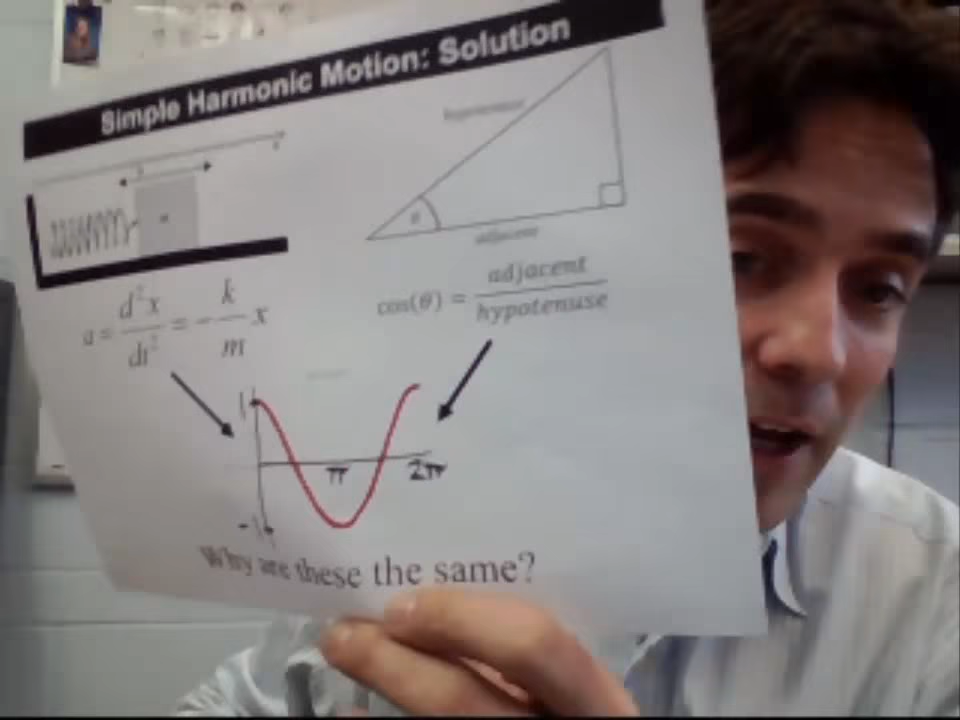 Simple Harmonic Motion: Solution
hypotenuse
θ
adjacent
a = d²x/dt² = - k/m x
cos(θ) = adjacent/hypotenuse
1
π 2π
-1
Why are these the same?